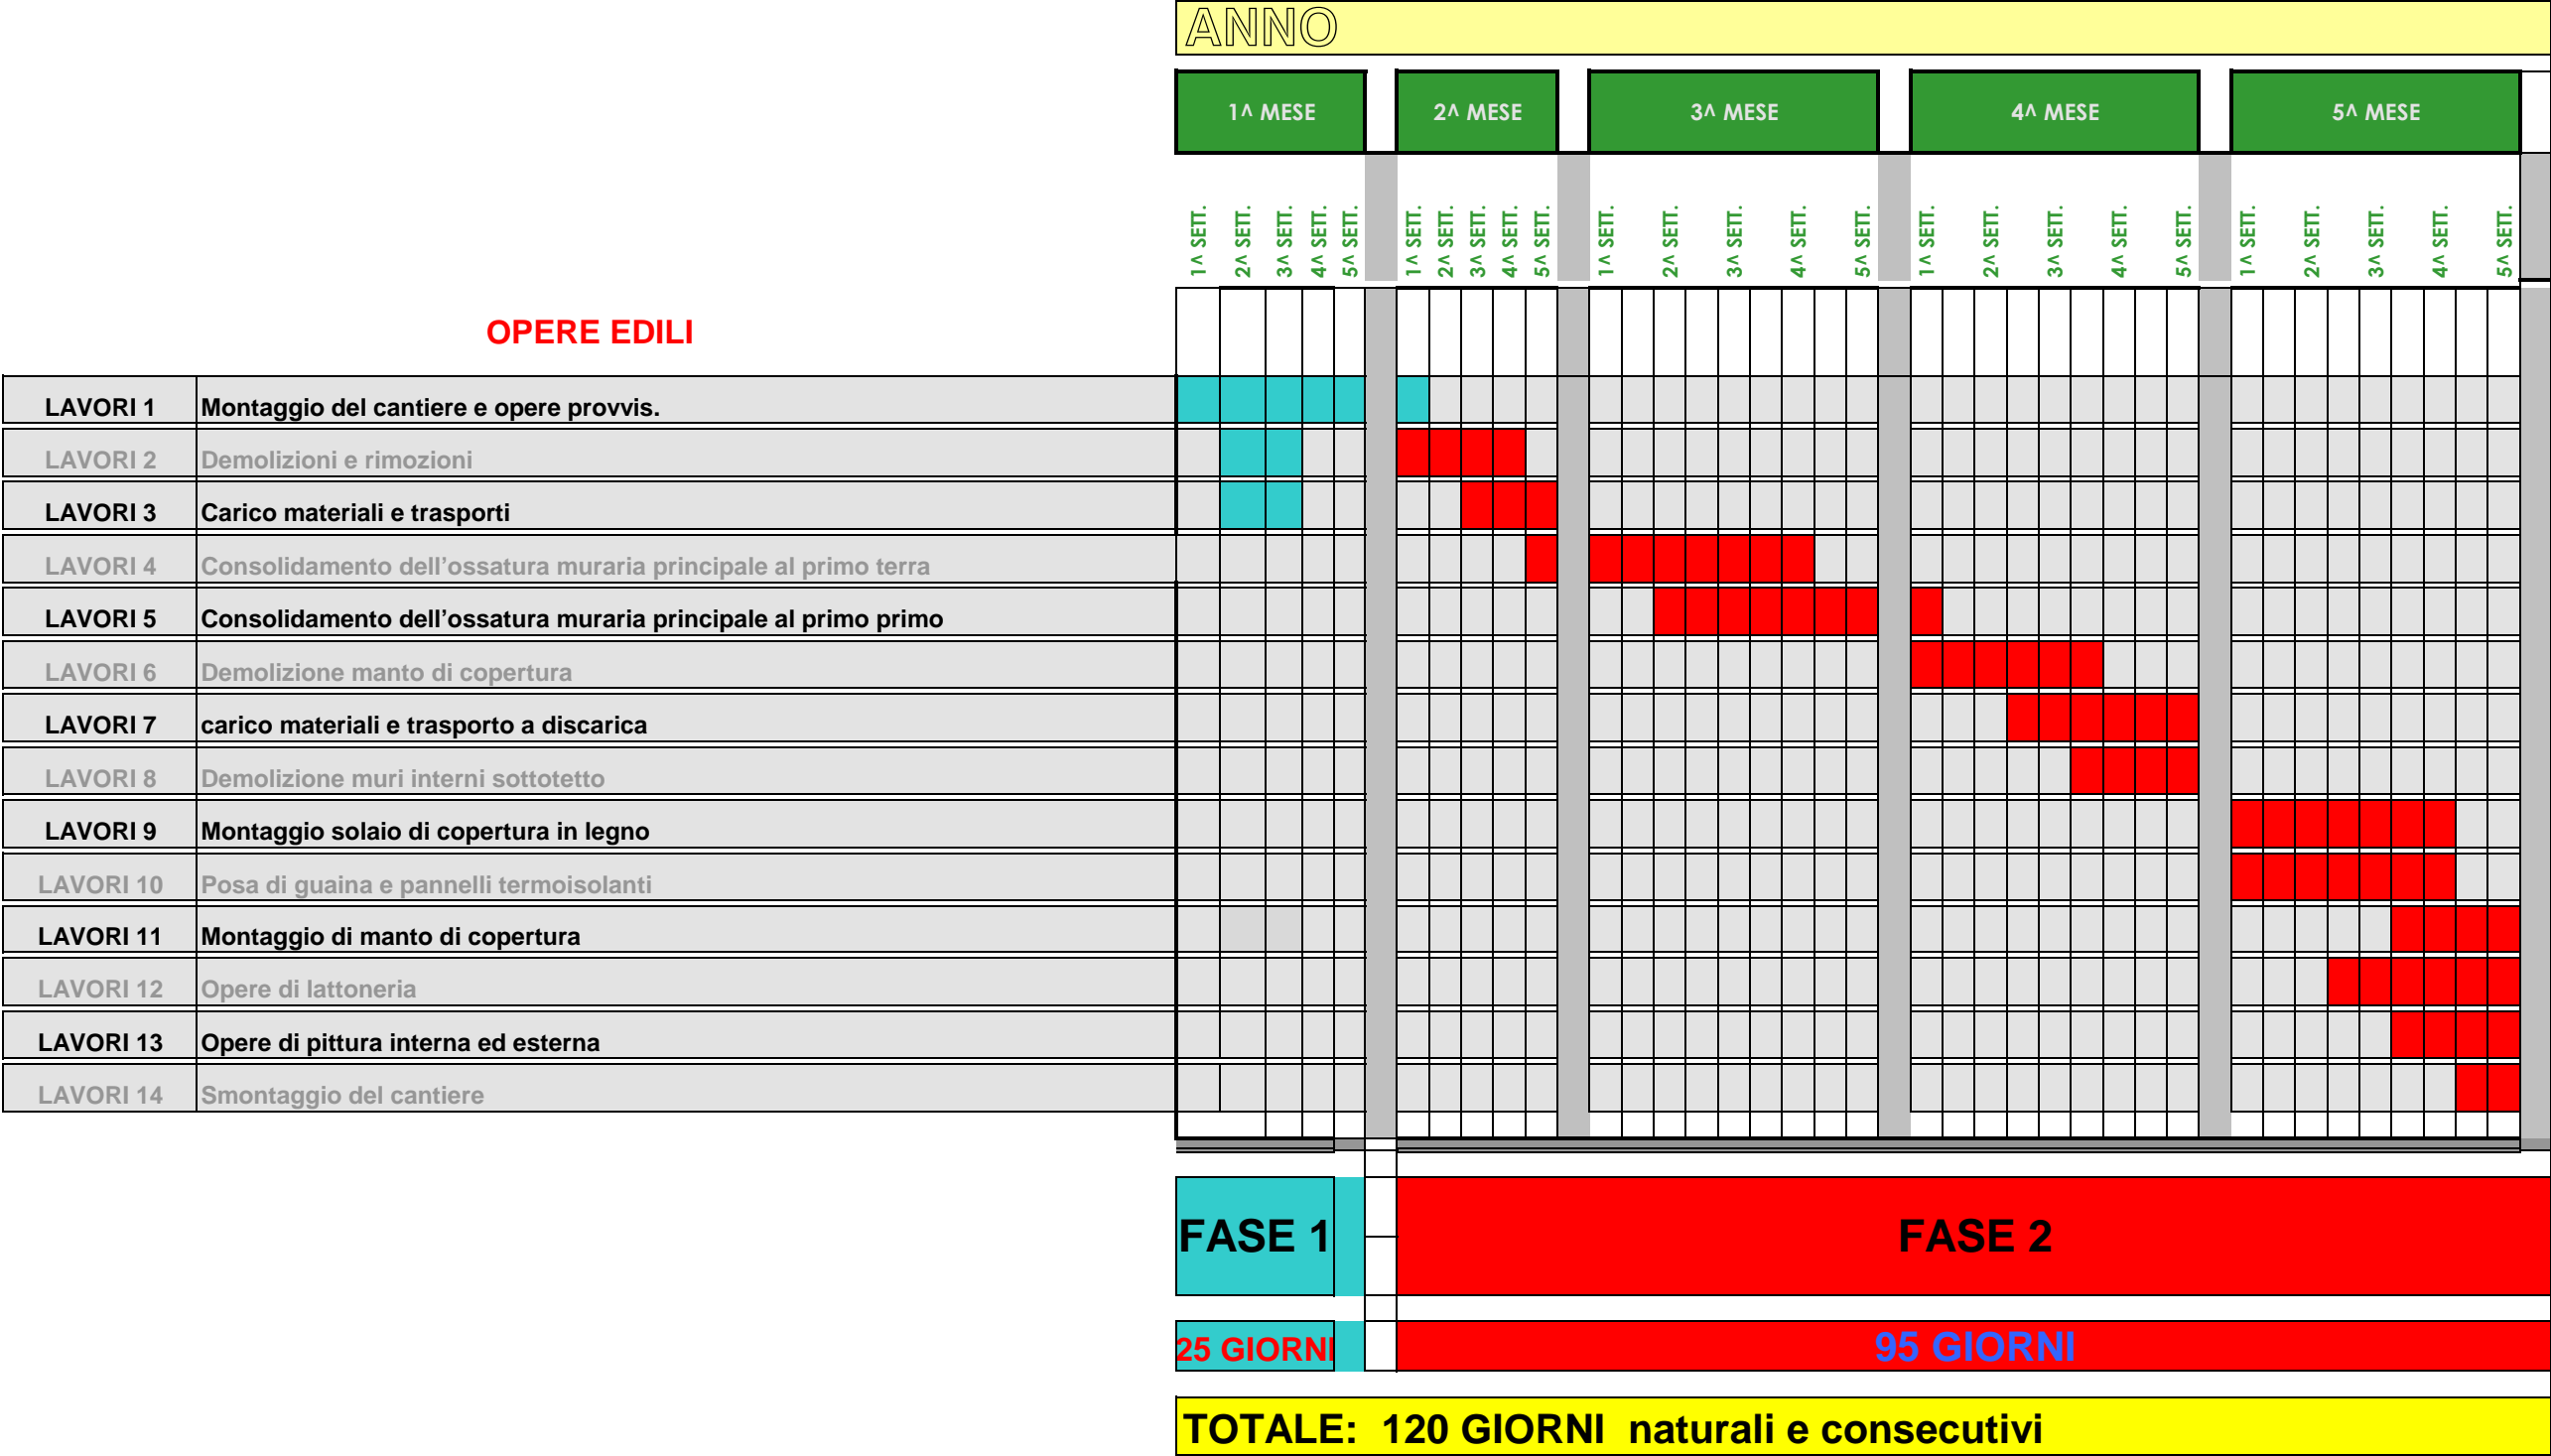 ANNO
1^ MESE 2^ MESE 3^ MESE 4^ MESE 5^ MESE
1^ SETT. 2^ SETT. 3^ SETT. 4^ SETT. 5^ SETT. 1^ SETT. 2^ SETT. 3^ SETT. 4^ SETT. 5^ SETT. 1^ SETT. 2^ SETT. 3^ SETT. 4^ SETT. 5^ SETT. 1^ SETT. 2^ SETT. 3^ SETT. 4^ SETT. 5^ SETT. 1^ SETT. 2^ SETT. 3^ SETT. 4^ SETT. 5^ SETT.
OPERE EDILI
LAVORI 1 Montaggio del cantiere e opere provvis.
LAVORI 2 Demolizioni e rimozioni
LAVORI 3 Carico materiali e trasporti
LAVORI 4 Consolidamento dell'ossatura muraria principale al primo terra
LAVORI 5 Consolidamento dell'ossatura muraria principale al primo primo
LAVORI 6 Demolizione manto di copertura
LAVORI 7 carico materiali e trasporto a discarica
LAVORI 8 Demolizione muri interni sottotetto
LAVORI 9 Montaggio solaio di copertura in legno
LAVORI 10 Posa di guaina e pannelli termoisolanti
LAVORI 11 Montaggio di manto di copertura
LAVORI 12 Opere di lattoneria
LAVORI 13 Opere di pittura interna ed esterna
LAVORI 14 Smontaggio del cantiere
FASE 1 FASE 2
25 GIORNI 95 GIORNI
TOTALE: 120 GIORNI naturali e consecutivi